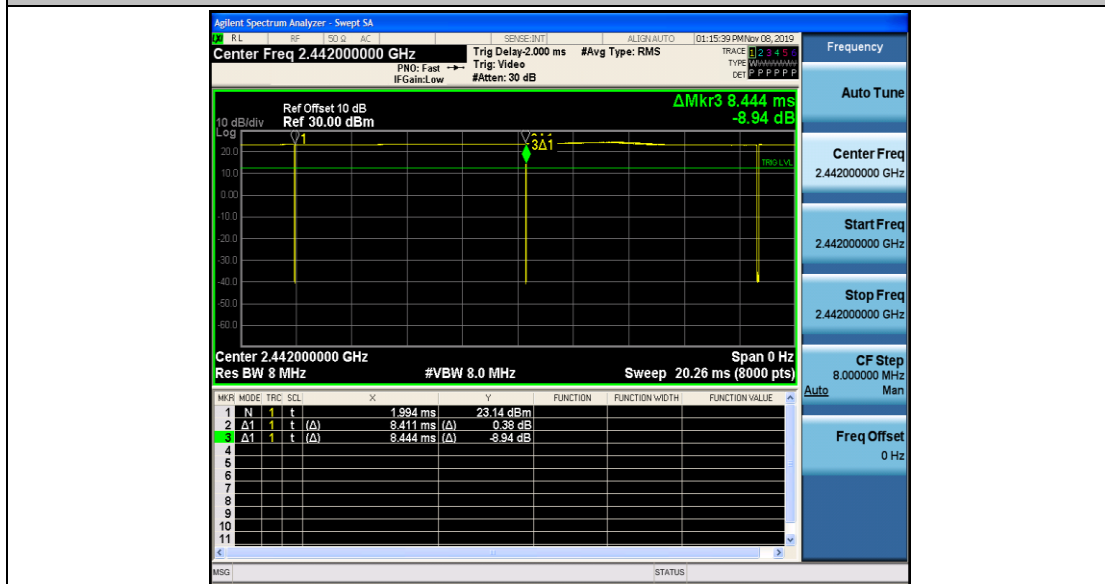 Agilent Spectrum Analyzer - Swept SA
RL RF 50 Ω AC SENSE:INT ALIGN AUTO 01:15:39 PM Nov 08, 2019
Center Freq 2.442000000 GHz
PNO: Fast
IFGain:Low
Trig Delay-2.000 ms
Trig: Video
#Atten: 30 dB
#Avg Type: RMS
TRACE 1 2 3 4 5 6
TYPE
DET P P P P P P
Frequency
Auto Tune
Center Freq
2.442000000 GHz
Start Freq
2.442000000 GHz
Stop Freq
2.442000000 GHz
CF Step
8.000000 MHz
Auto Man
Freq Offset
0 Hz
ΔMkr3 8.444 ms
-8.94 dB
Ref Offset 10 dB
10 dB/div Ref 30.00 dBm
Log
1
3Δ1
TRIG LVL
20.0
10.0
0.00
-10.0
-20.0
-30.0
-40.0
-50.0
-60.0
Center 2.442000000 GHz Span 0 Hz
Res BW 8 MHz #VBW 8.0 MHz Sweep 20.26 ms (8000 pts)
MKR MODE TRC SCL X Y FUNCTION FUNCTION WIDTH FUNCTION VALUE
1 N 1 t 1.994 ms 23.14 dBm
2 Δ1 1 t (Δ) 8.411 ms (Δ) 0.38 dB
3 Δ1 1 t (Δ) 8.444 ms (Δ) -8.94 dB
4
5
6
7
8
9
10
11
MSG STATUS